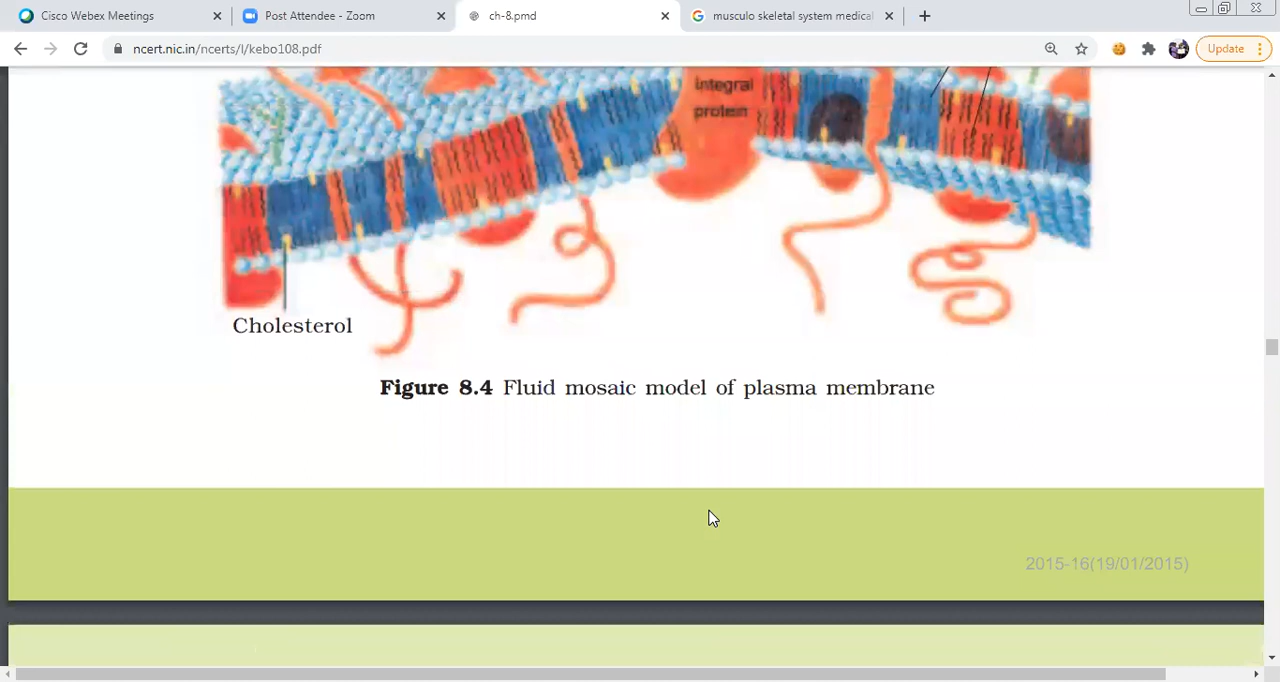 Cisco Webex Meetings
Post Attendee - Zoom
ch-8.pmd
musculo skeletal system medical
ncert.nic.in/ncerts/l/kebo108.pdf
Update
integral
protein
Cholesterol
Figure 8.4 Fluid mosaic model of plasma membrane
2015-16(19/01/2015)